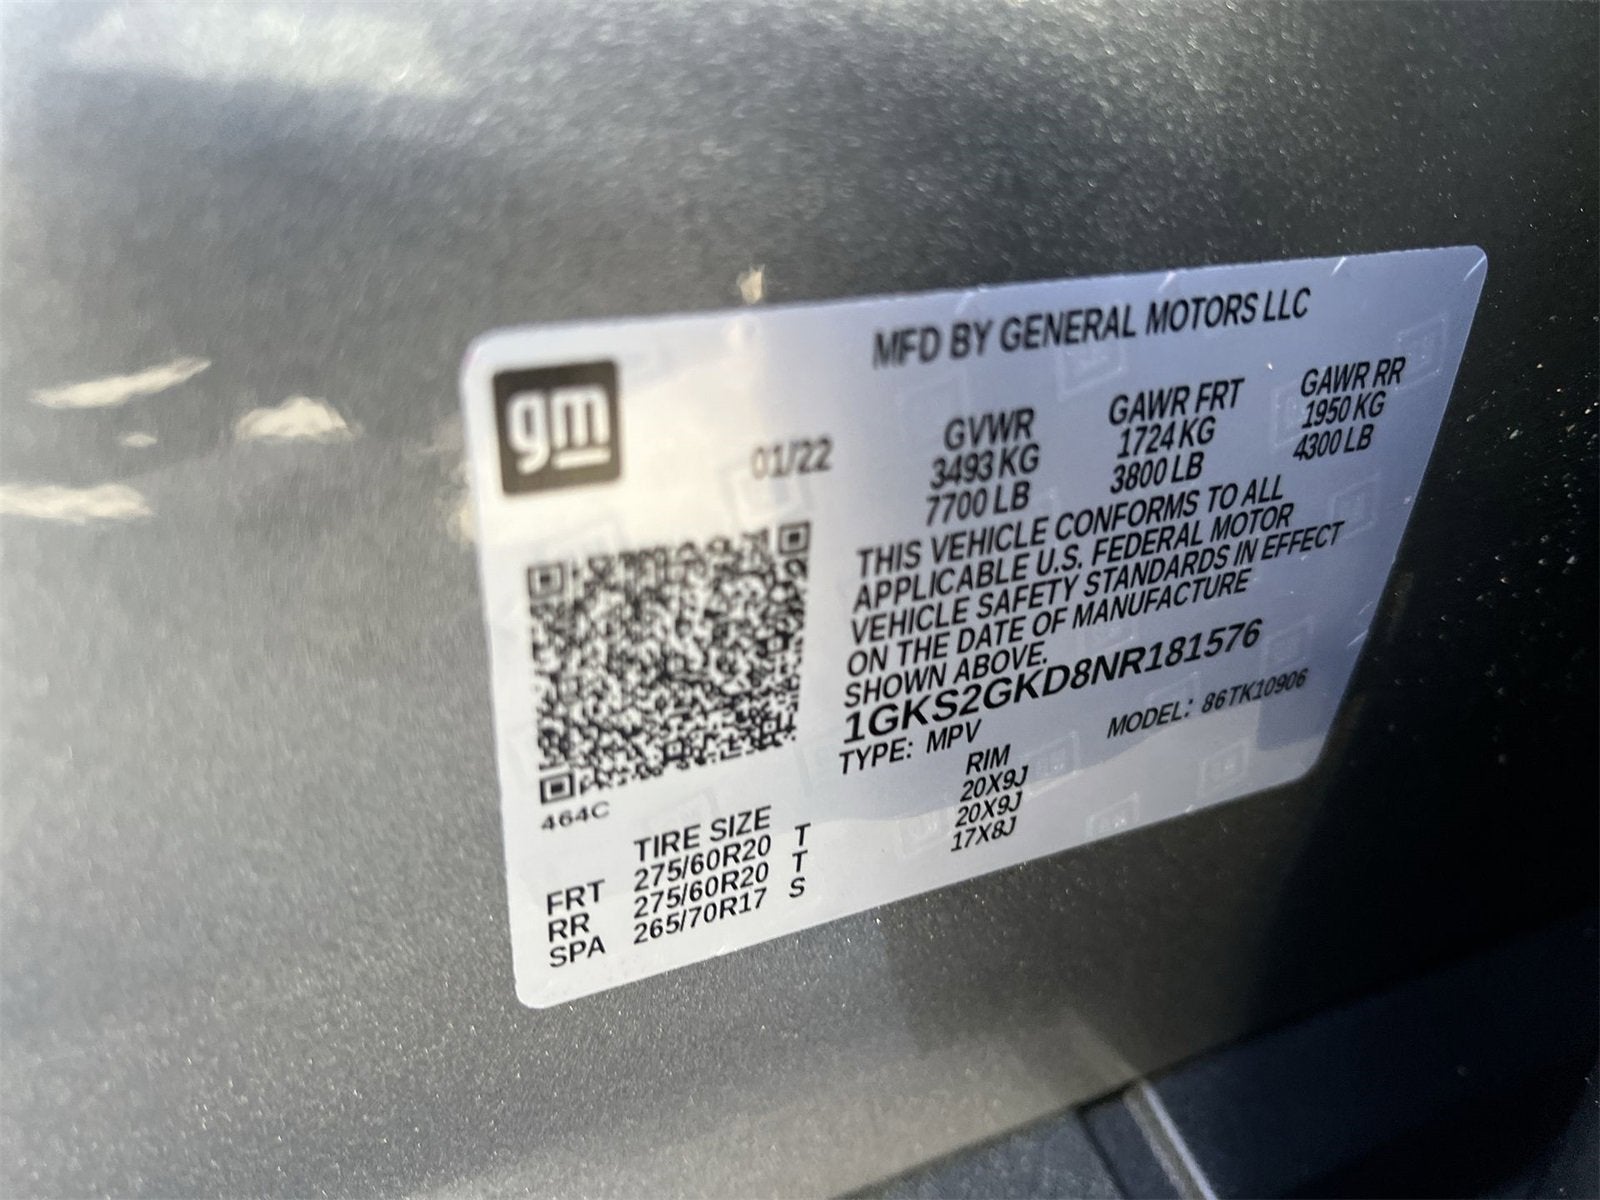 MFD BY GENERAL MOTORS LLC
gm
01/22
GVWR GAWR FRT GAWR RR
3493 KG 1724 KG 1950 KG
7700 LB 3800 LB 4300 LB
THIS VEHICLE CONFORMS TO ALL
APPLICABLE U.S. FEDERAL MOTOR
VEHICLE SAFETY STANDARDS IN EFFECT
ON THE DATE OF MANUFACTURE
SHOWN ABOVE.
1GKS2GKD8NR181576
TYPE: MPV MODEL: 86TK10906
464C
TIRE SIZE RIM
FRT 275/60R20 T 20X9J
RR 275/60R20 T 20X9J
SPA 265/70R17 S 17X8J